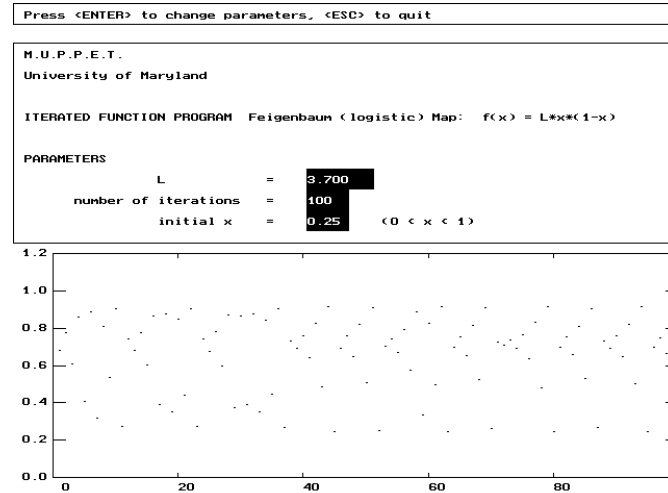 Press <ENTER> to change parameters, <ESC> to quit
M.U.P.P.E.T.
University of Maryland
ITERATED FUNCTION PROGRAM Feigenbaum (logistic) Map: f(x) = L*x*(1-x)
PARAMETERS
L = 3.700
number of iterations = 100
initial x = 0.25 (0 < x < 1)
1.2
1.0
0.8
0.6
0.4
0.2
0.0
0 20 40 60 80